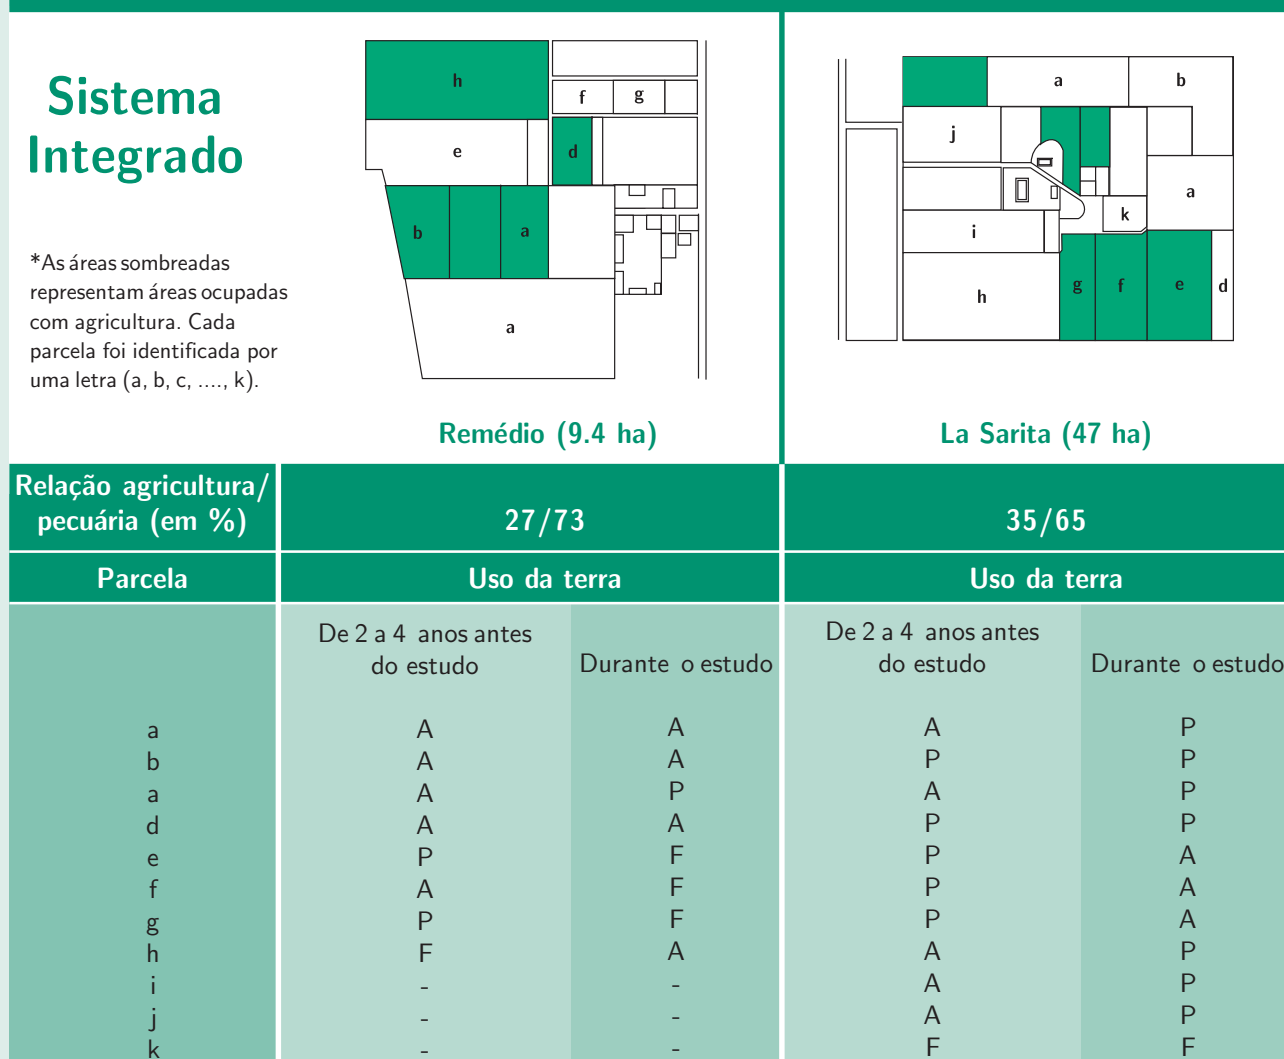 Sistema
Integrado
*As áreas sombreadas
representam áreas ocupadas
com agricultura. Cada
parcela foi identificada por
uma letra (a, b, c, ...., k).
h
f g
e d
b a
a
Remédio (9.4 ha)
a b
j
a
k
i
h g f e d
La Sarita (47 ha)
Relação agricultura/
pecuária (em %) 27/73 35/65
Parcela Uso da terra Uso da terra
De 2 a 4 anos antes
do estudo Durante o estudo De 2 a 4 anos antes
do estudo Durante o estudo
a A A A P
b A A P P
a A P A P
d A A P P
e P F P A
f A F P A
g P F P A
h F A A P
i - - A P
j - - A P
k - - F F